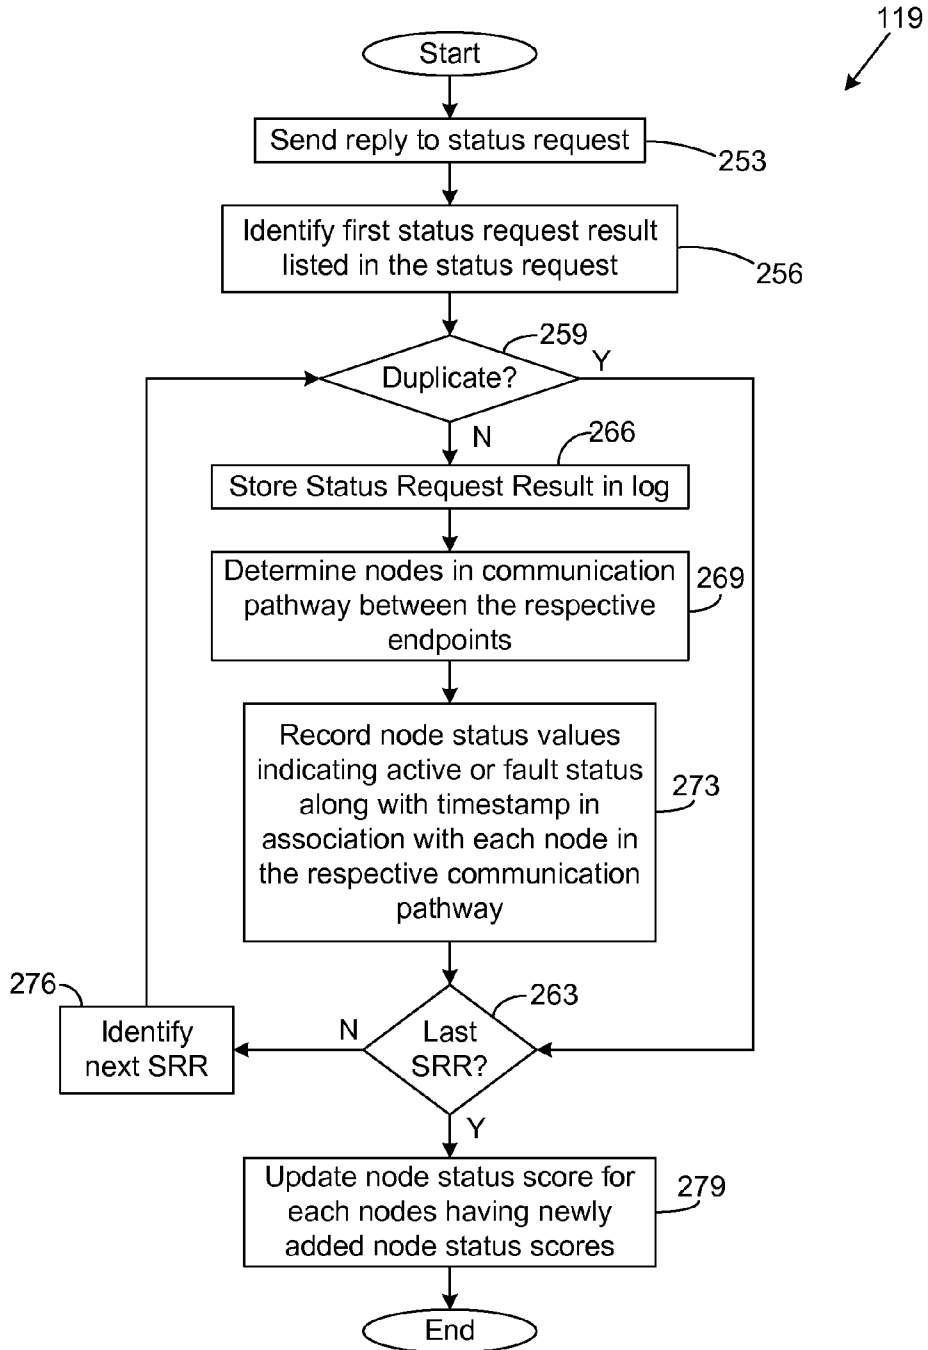 119
Start
Send reply to status request
253
Identify first status request result
listed in the status request
256
259
Duplicate?
Y
N
266
Store Status Request Result in log
Determine nodes in communication
pathway between the respective
endpoints
269
Record node status values
indicating active or fault status
along with timestamp in
association with each node in
the respective communication
pathway
273
276
Identify
next SRR
N
263
Last
SRR?
Y
Update node status score for
each nodes having newly
added node status scores
279
End